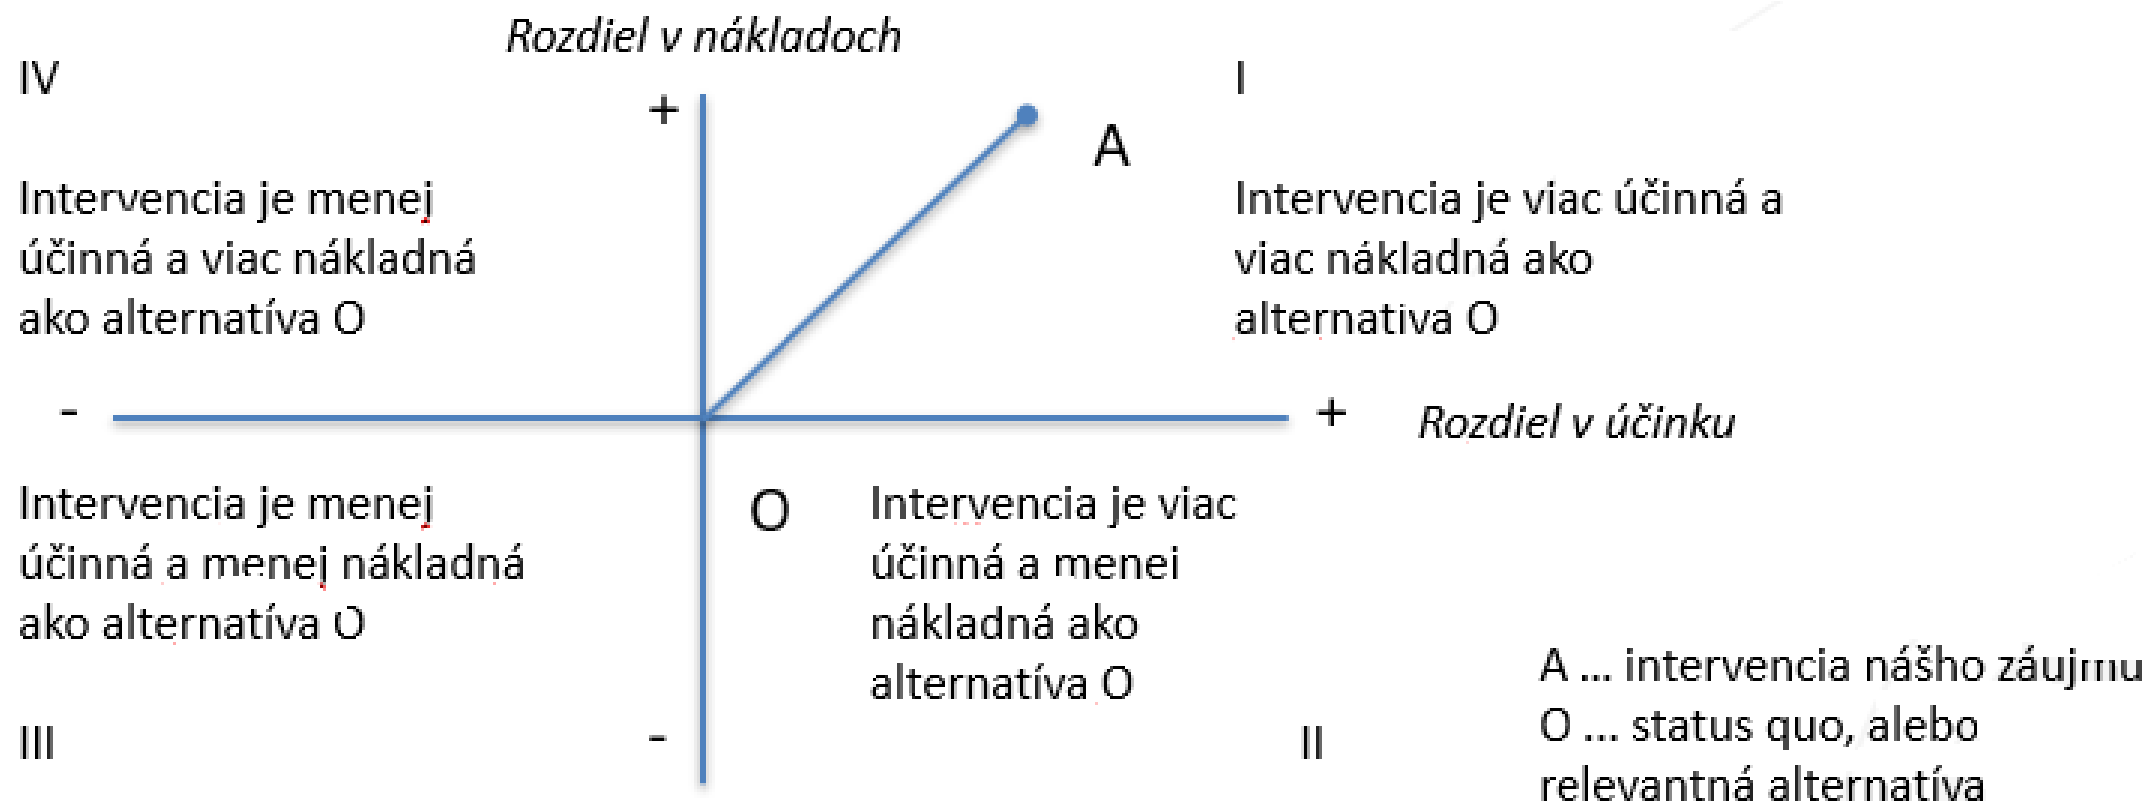 Rozdiel v nákladoch
IV
+
I
A
Intervencia je menej
účinná a viac nákladná
ako alternatíva O
Intervencia je viac účinná a
viac nákladná ako
alternativa O
-
+
Rozdiel v účinku
Intervencia je menej
účinná a menej nákladná
ako alternatíva O
O
Intervencia je viac
účinná a menej
nákladná ako
alternatíva O
III
-
II
A ... intervencia nášho záujmu
O ... status quo, alebo
relevantná alternatíva